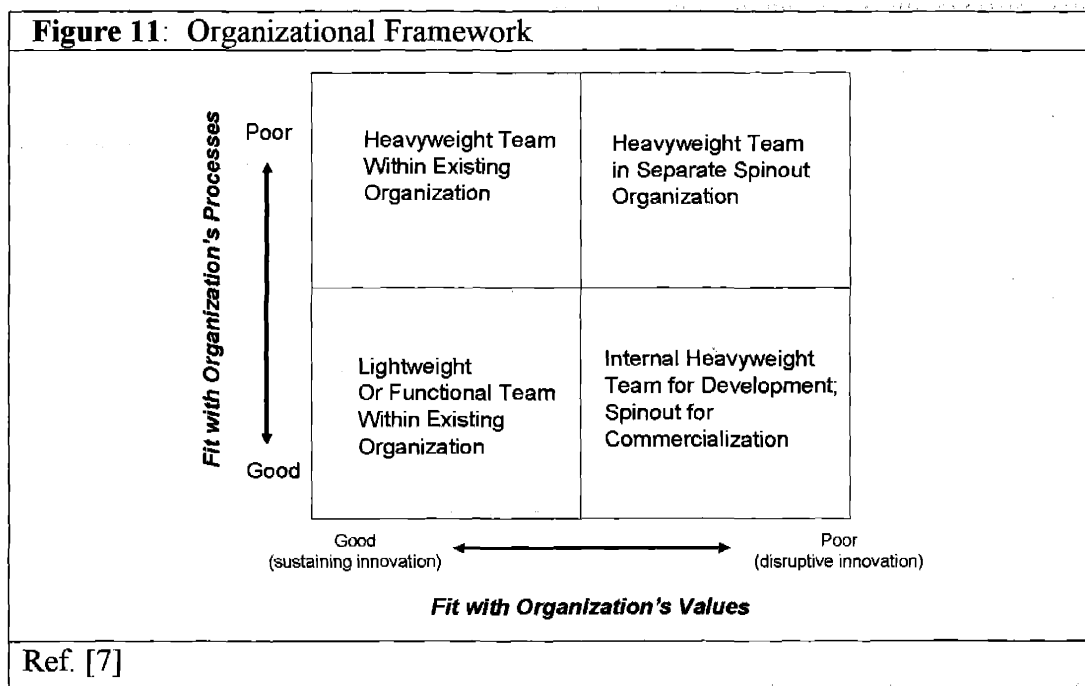 Figure 11: Organizational Framework
Fit with Organization's Processes
Poor
Good
Heavyweight Team
Within Existing
Organization
Heavyweight Team
in Separate Spinout
Organization
Lightweight
Or Functional Team
Within Existing
Organization
Internal Heavyweight
Team for Development;
Spinout for
Commercialization
Good
(sustaining innovation)
Poor
(disruptive innovation)
Fit with Organization's Values
Ref. [7]